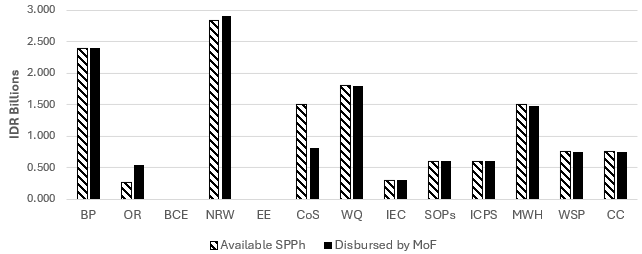 3.000
2.500
2.000
1.500
1.000
0.500
0.000
IDR Billions
BP OR BCE NRW EE CoS WQ IEC SOPs ICPS MWH WSP CC
Available SPPh Disbursed by MoF